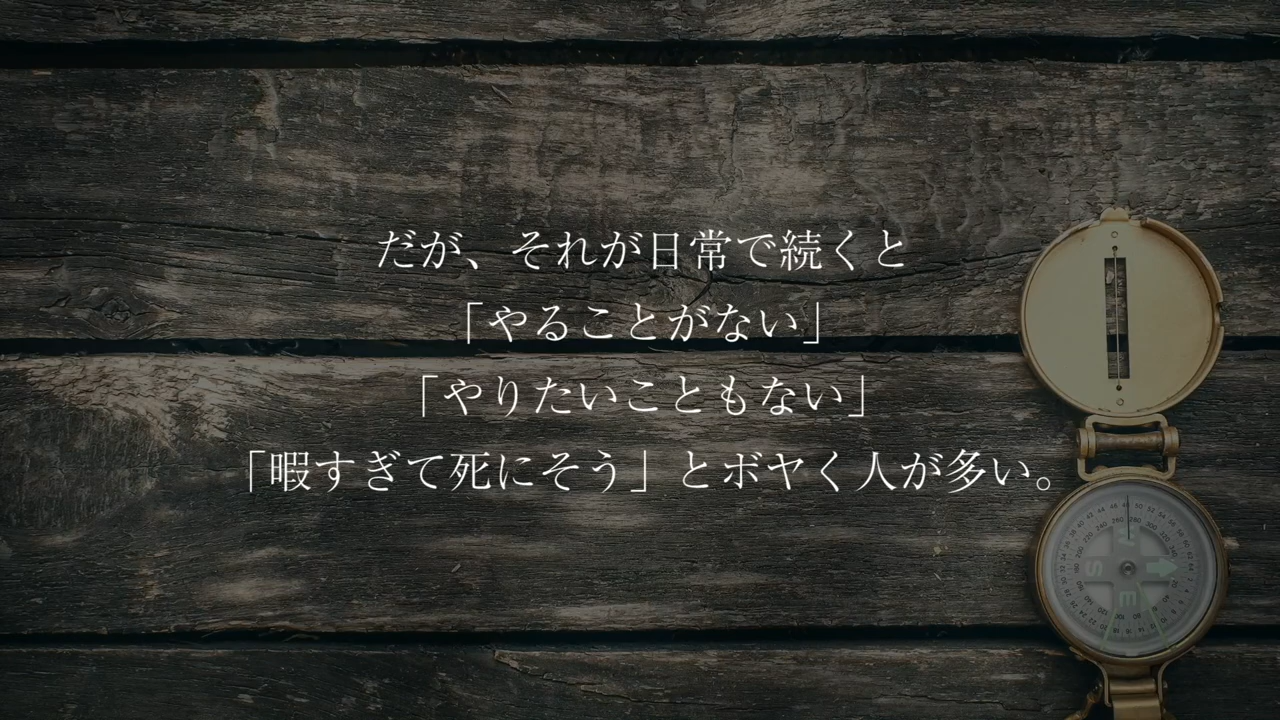 だが、それが日常で続くと
「やることがない」
「やりたいこともない」
「暇すぎて死にそう」とボヤく人が多い。
S
E